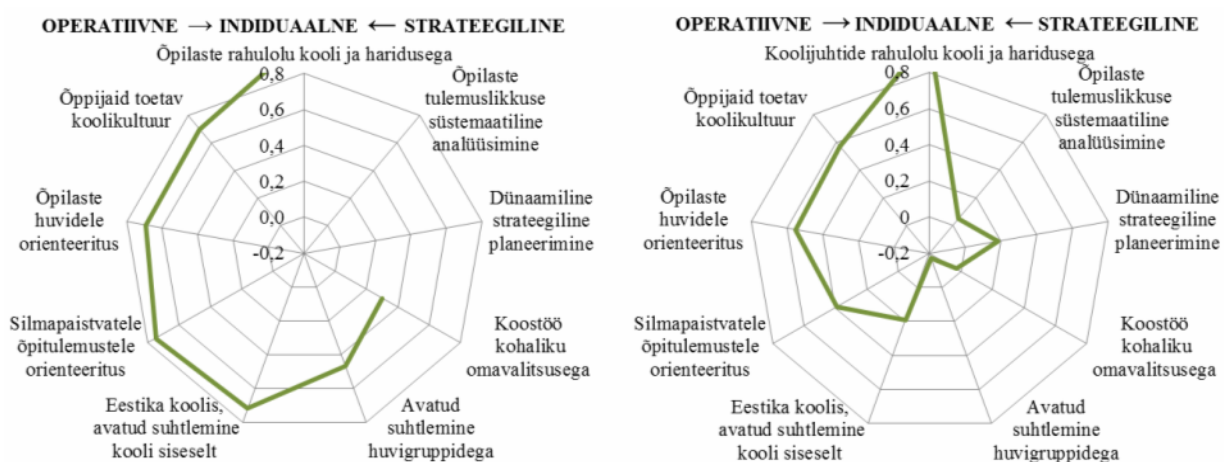 OPERATIIVNE → INDIDUAALNE ← STRATEEGILINE
Õpilaste rahulolu kooli ja haridusega
0,8
0,6
0,4
0,2
0,0
-0,2
Õpilaste
tulemuslikkuse
süstemaatiline
analüüsimine
Dünaamiline
strateegiline
planeerimine
Koostöö
kohaliku
omavalitsusega
Avatud
suhtlemine
huvigruppidega
Eestika koolis,
avatud suhtlemine
kooli siseselt
Silmapaistvatele
õpitulemustele
orienteeritus
Õpilaste
huvidele
orienteeritus
Õppijaid toetav
koolikultuur
OPERATIIVNE → INDIDUAALNE ← STRATEEGILINE
Koolijuhtide rahulolu kooli ja haridusega
0,8
0,6
0,4
0,2
0
-0,2
Õpilaste
tulemuslikkuse
süstemaatiline
analüüsimine
Dünaamiline
strateegiline
planeerimine
Koostöö
kohaliku
omavalitsusega
Avatud
suhtlemine
huvigruppidega
Eestika koolis,
avatud suhtlemine
kooli siseselt
Silmapaistvatele
õpitulemustele
orienteeritus
Õpilaste
huvidele
orienteeritus
Õppijaid toetav
koolikultuur